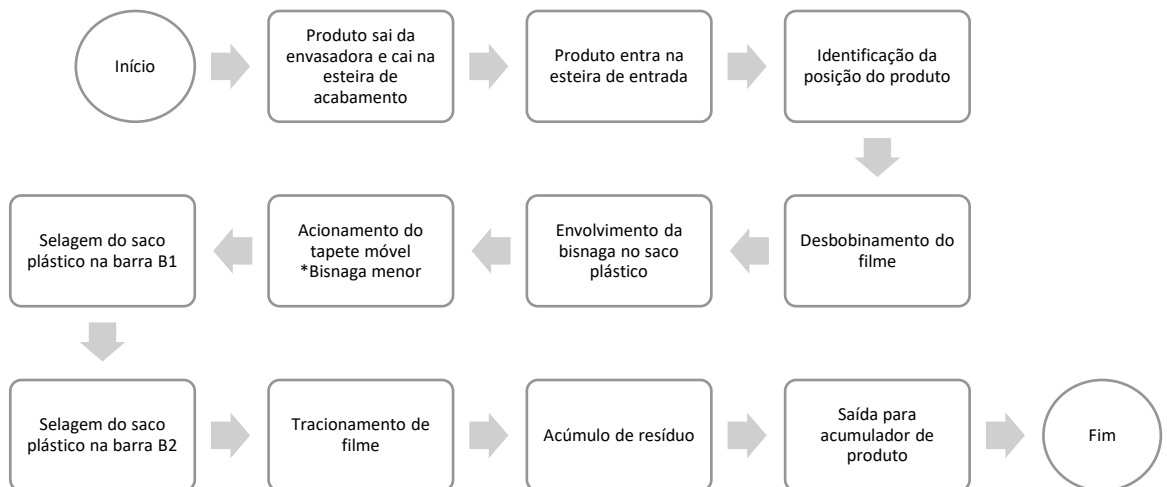 Início
Produto sai da
envasadora e cai na
esteira de
acabamento
Produto entra na
esteira de entrada
Identificação da
posição do produto
Desbobinamento do
filme
Envolvimento da
bisnaga no saco
plástico
Acionamento do
tapete móvel
*Bisnaga menor
Selagem do saco
plástico na barra B1
Selagem do saco
plástico na barra B2
Tracionamento de
filme
Acúmulo de resíduo
Saída para
acumulador de
produto
Fim